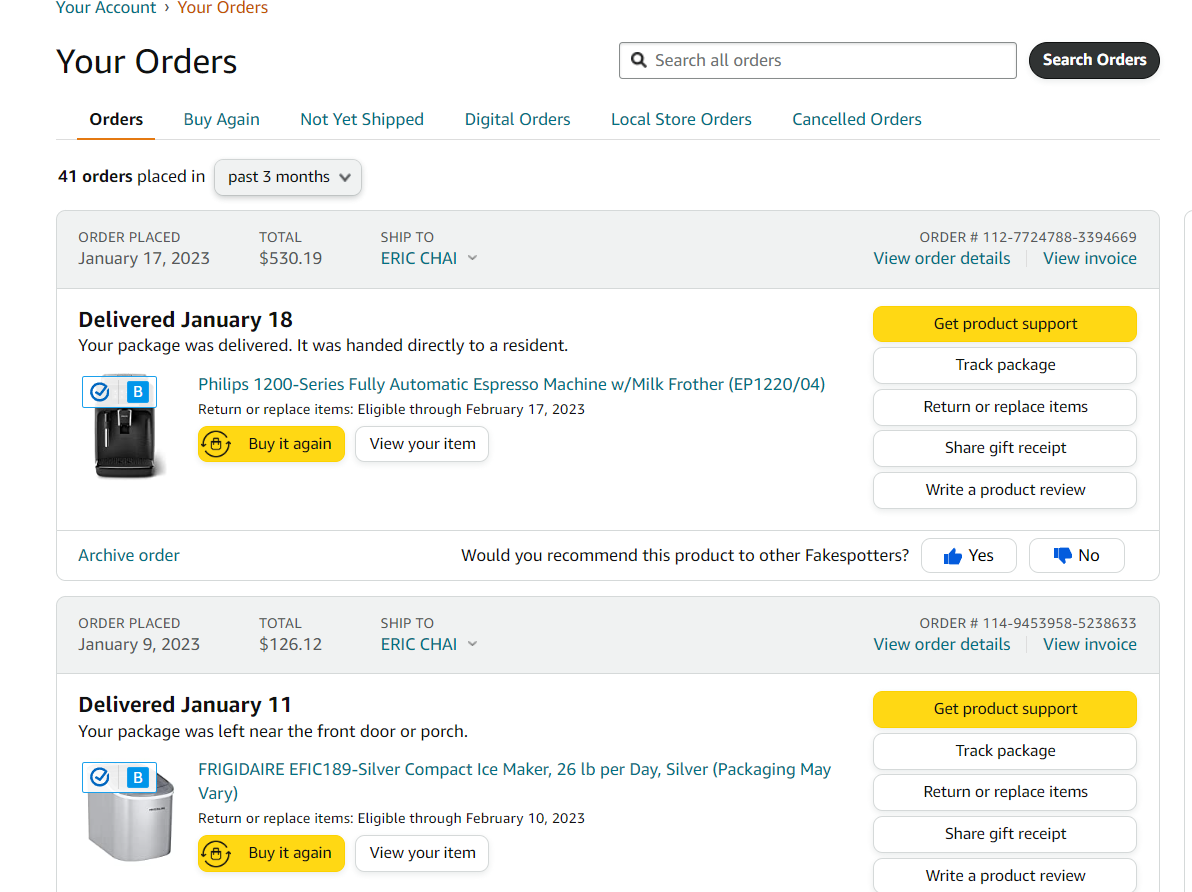 Your Account › Your Orders
Your Orders
Search all orders
Search Orders
Orders Buy Again Not Yet Shipped Digital Orders Local Store Orders Cancelled Orders
41 orders placed in past 3 months
ORDER PLACED TOTAL SHIP TO ORDER # 112-7724788-3394669
January 17, 2023 $530.19 ERIC CHAI View order details View invoice
Delivered January 18
Your package was delivered. It was handed directly to a resident.
B
Philips 1200-Series Fully Automatic Espresso Machine w/Milk Frother (EP1220/04)
Return or replace items: Eligible through February 17, 2023
Buy it again View your item
Get product support
Track package
Return or replace items
Share gift receipt
Write a product review
Archive order Would you recommend this product to other Fakespotters? Yes No
ORDER PLACED TOTAL SHIP TO ORDER # 114-9453958-5238633
January 9, 2023 $126.12 ERIC CHAI View order details View invoice
Delivered January 11
Your package was left near the front door or porch.
B
FRIGIDAIRE EFIC189-Silver Compact Ice Maker, 26 lb per Day, Silver (Packaging May
Vary)
Return or replace items: Eligible through February 10, 2023
Buy it again View your item
Get product support
Track package
Return or replace items
Share gift receipt
Write a product review